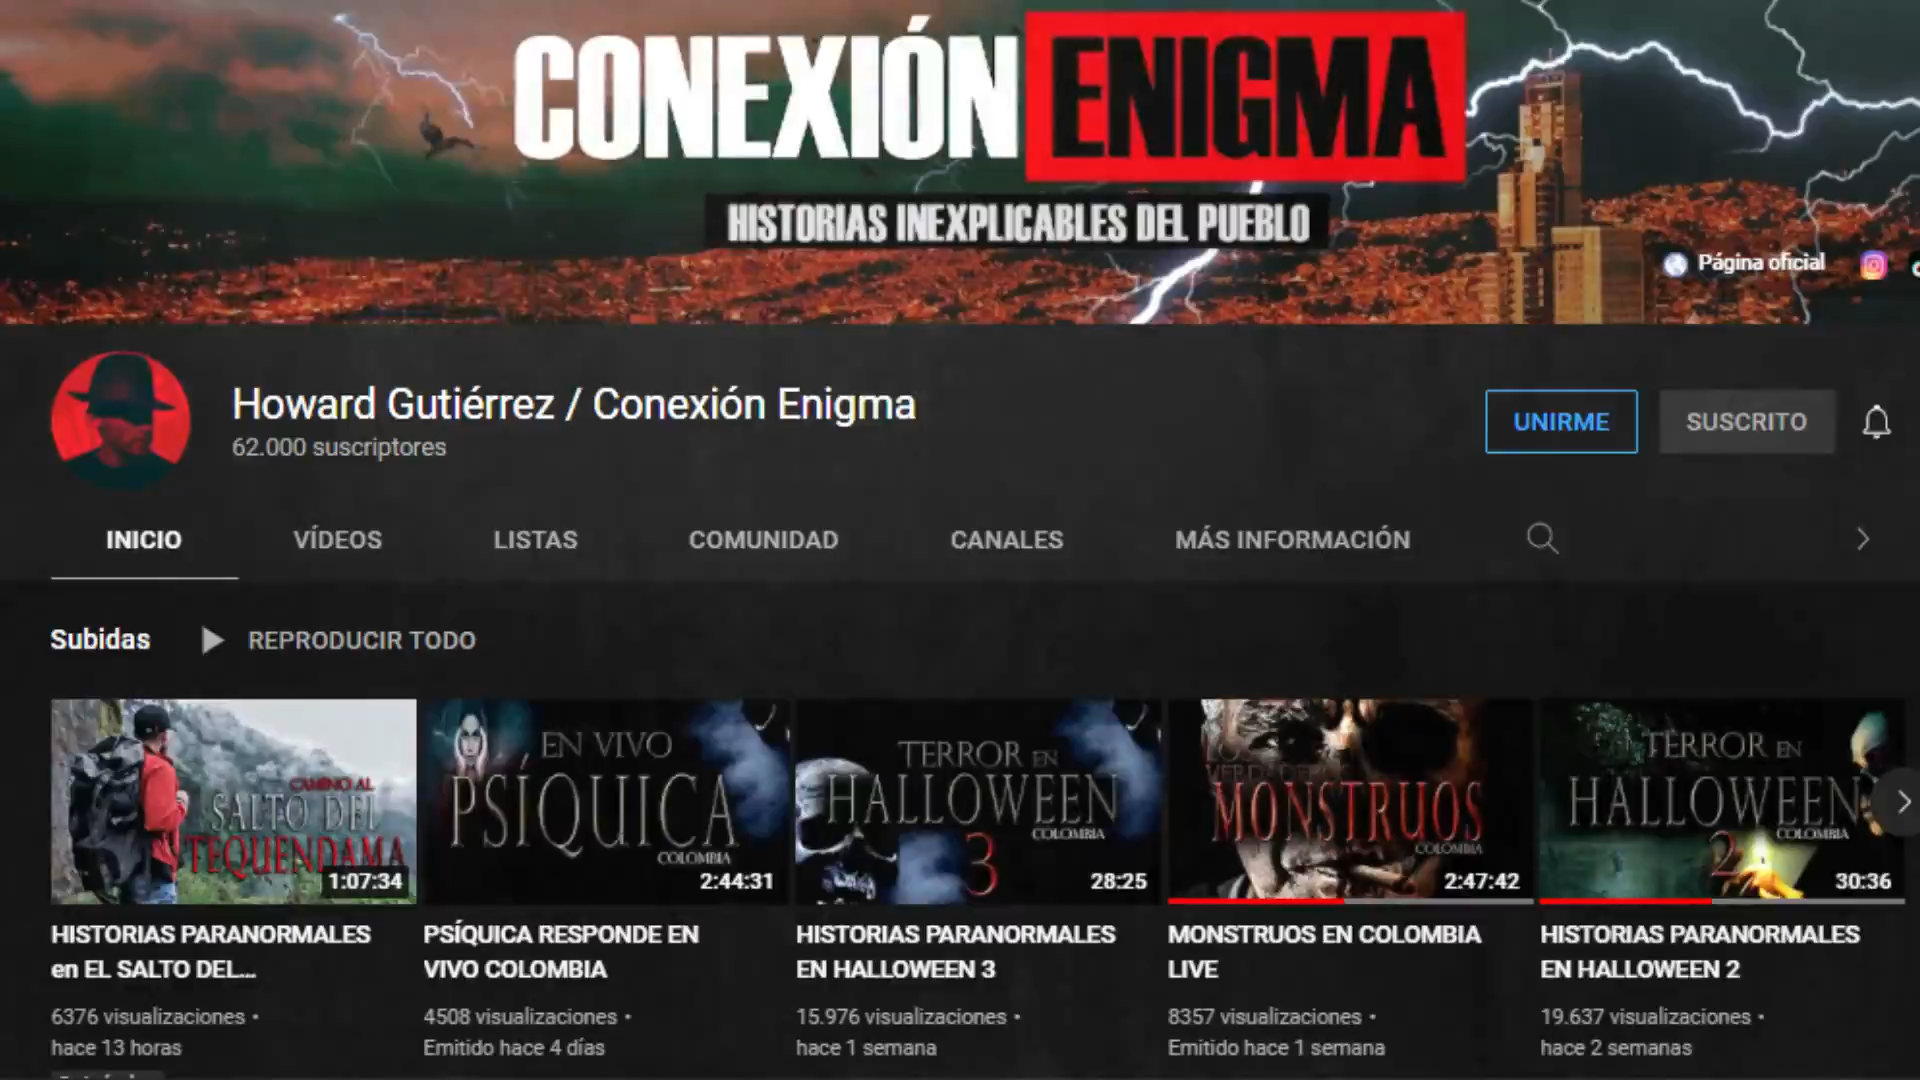 CONEXIÓN ENIGMA
HISTORIAS INEXPLICABLES DEL PUEBLO
Página oficial
Howard Gutiérrez / Conexión Enigma
62.000 suscriptores
UNIRME
SUSCRITO
INICIO
VÍDEOS
LISTAS
COMUNIDAD
CANALES
MÁS INFORMACIÓN
Subidas
REPRODUCIR TODO
CAMINO AL
SALTO DEL
TEQUENDAMA
1:07:34
HISTORIAS PARANORMALES
en EL SALTO DEL...
6376 visualizaciones •
hace 13 horas
EN VIVO
PSÍQUICA
COLOMBIA
2:44:31
PSÍQUICA RESPONDE EN
VIVO COLOMBIA
4508 visualizaciones •
Emitido hace 4 días
TERROR EN
HALLOWEEN
COLOMBIA
3
28:25
HISTORIAS PARANORMALES
EN HALLOWEEN 3
15.976 visualizaciones •
hace 1 semana
MONSTRUOS
COLOMBIA
2:47:42
MONSTRUOS EN COLOMBIA
LIVE
8357 visualizaciones •
Emitido hace 1 semana
TERROR EN
HALLOWEEN
COLOMBIA
2
30:36
HISTORIAS PARANORMALES
EN HALLOWEEN 2
19.637 visualizaciones •
hace 2 semanas